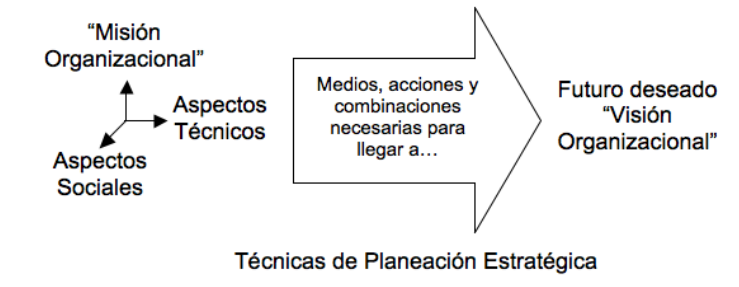 “Misión
Organizacional”
Aspectos
Técnicos
Aspectos
Sociales
Medios, acciones y
combinaciones
necesarias para
llegar a…
Futuro deseado
“Visión
Organizacional”
Técnicas de Planeación Estratégica